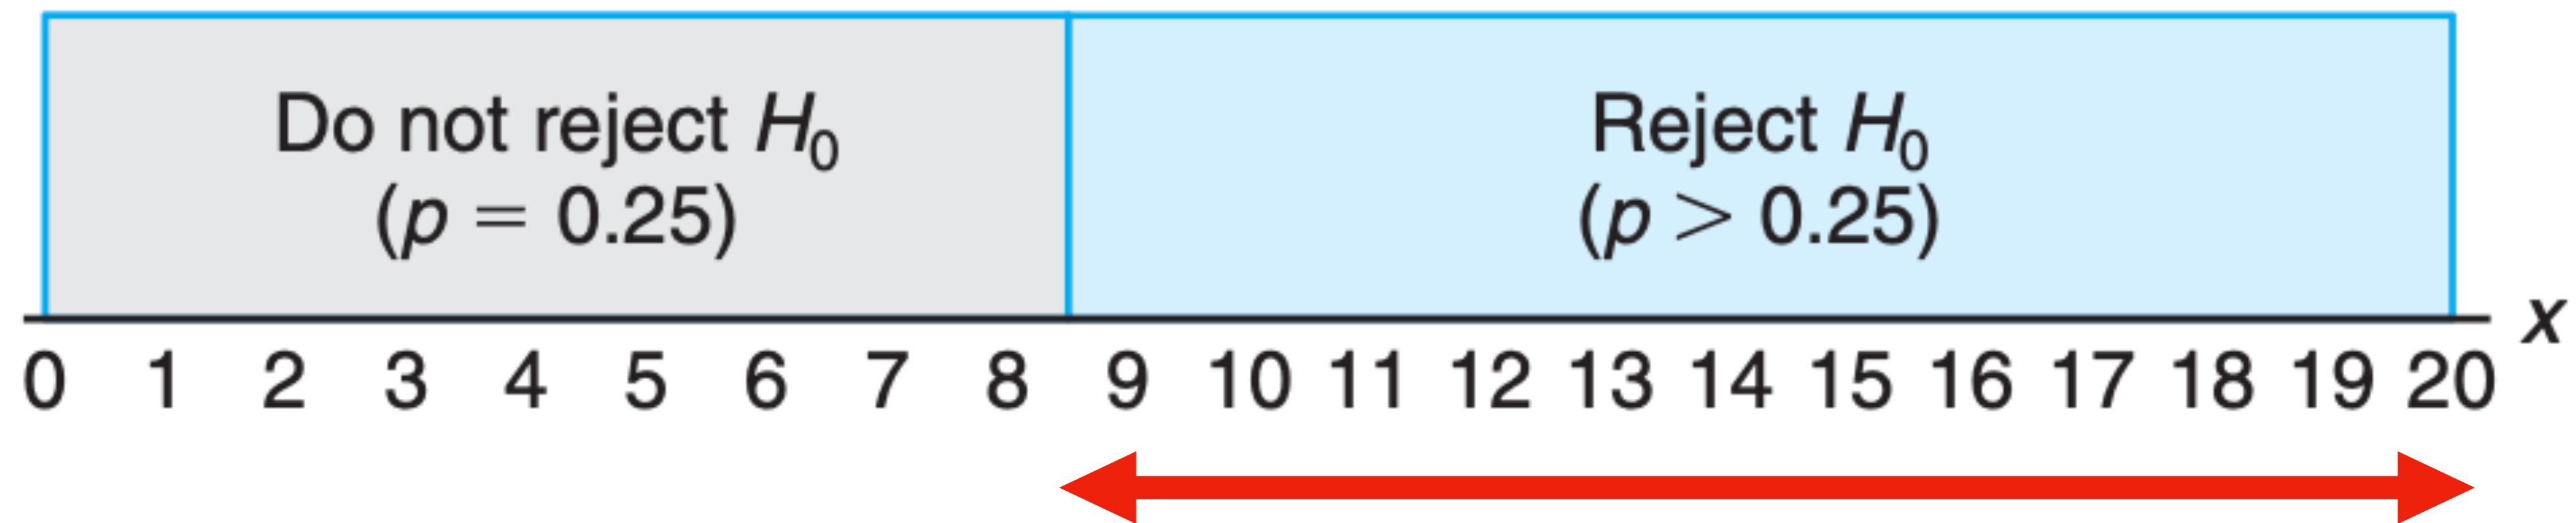 Do not reject H₀ Reject H₀
(p = 0.25) (p > 0.25)
x
0 1 2 3 4 5 6 7 8 9 10 11 12 13 14 15 16 17 18 19 20